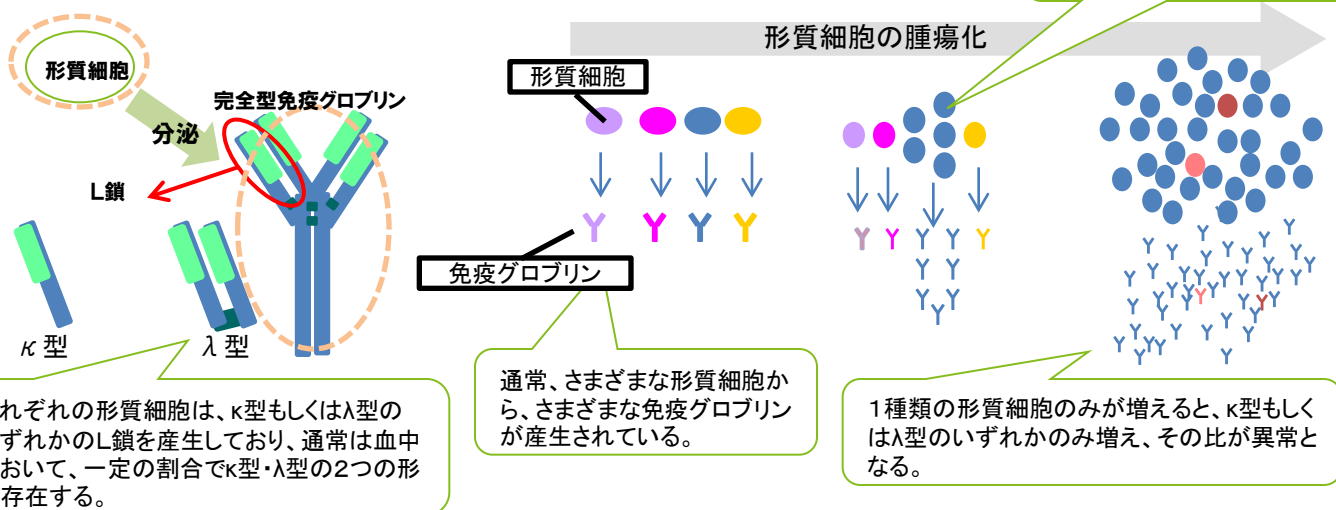 形質細胞の腫瘍化
形質細胞
完全型免疫グロブリン
分泌
L鎖
κ型
λ型
形質細胞
免疫グロブリン
れぞれの形質細胞は、κ型もしくはλ型の
ずれかのL鎖を産生しており、通常は血中
おいて、一定の割合でκ型・λ型の2つの形
存在する。
通常、さまざまな形質細胞か
ら、さまざまな免疫グロブリン
が産生されている。
1種類の形質細胞のみが増えると、κ型もしく
はλ型のいずれかのみ増え、その比が異常と
なる。